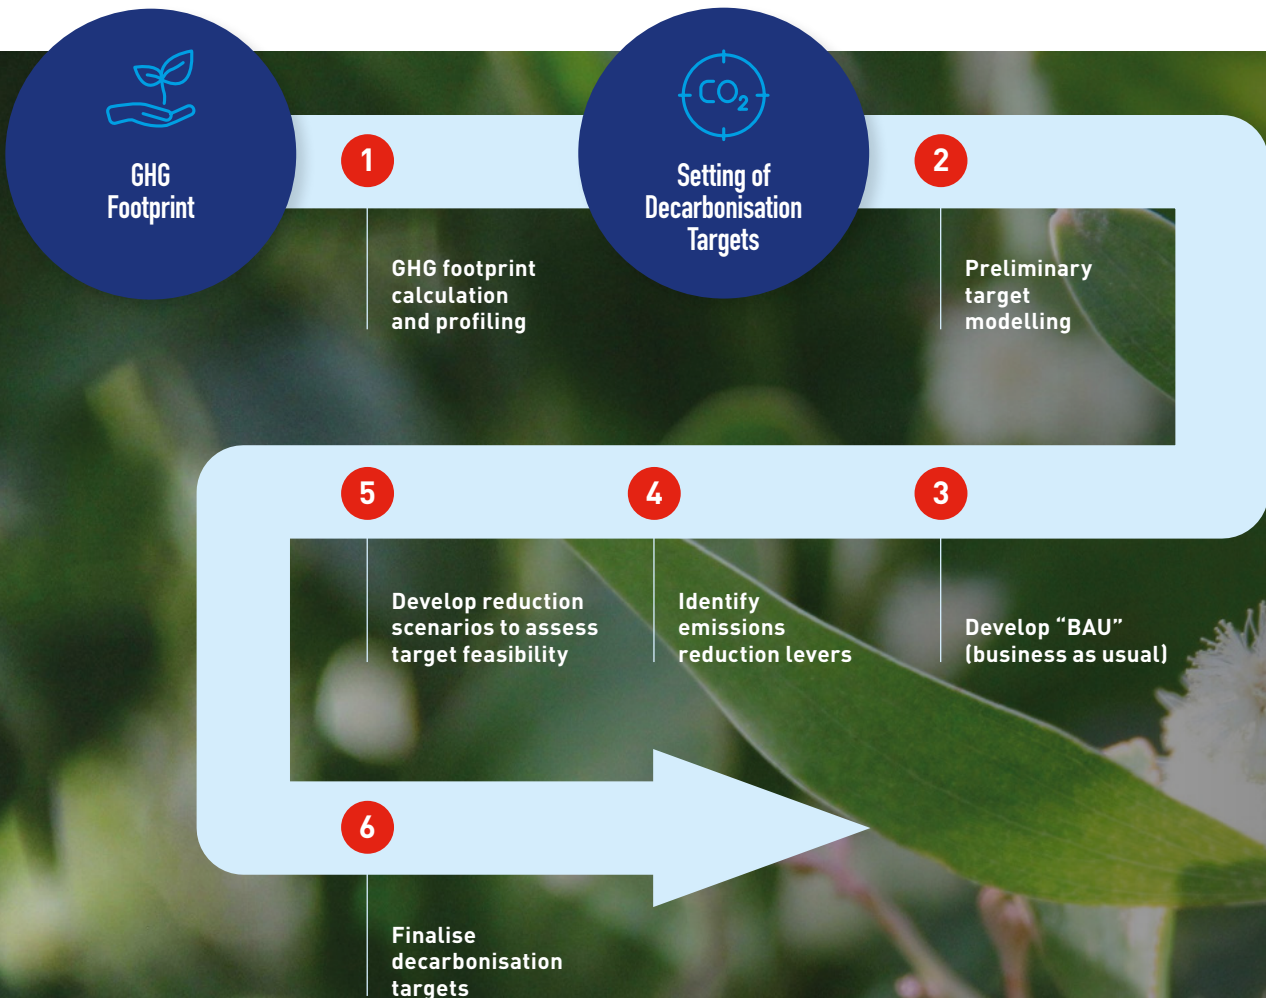 GHG
Footprint
1
GHG footprint
calculation
and profiling
CO₂
Setting of
Decarbonisation
Targets
2
Preliminary
target
modelling
3
Develop “BAU”
(business as usual)
4
Identify
emissions
reduction levers
5
Develop reduction
scenarios to assess
target feasibility
6
Finalise
decarbonisation
targets